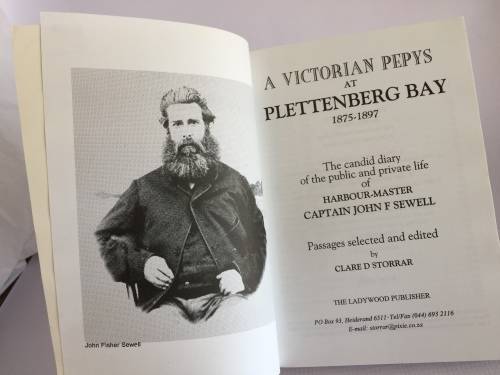 John Fisher Sewell
A VICTORIAN PEPYS
AT
PLETTENBERG BAY
1875-1897
The candid diary
of the public and private life
of
HARBOUR-MASTER
CAPTAIN JOHN F SEWELL
Passages selected and edited
by
CLARE D STORRAR
THE LADYWOOD PUBLISHER
PO Box 93, Heiderand 6511 · Tel/Fax (044) 693 2116
E-mail: storrar@pixie.co.za